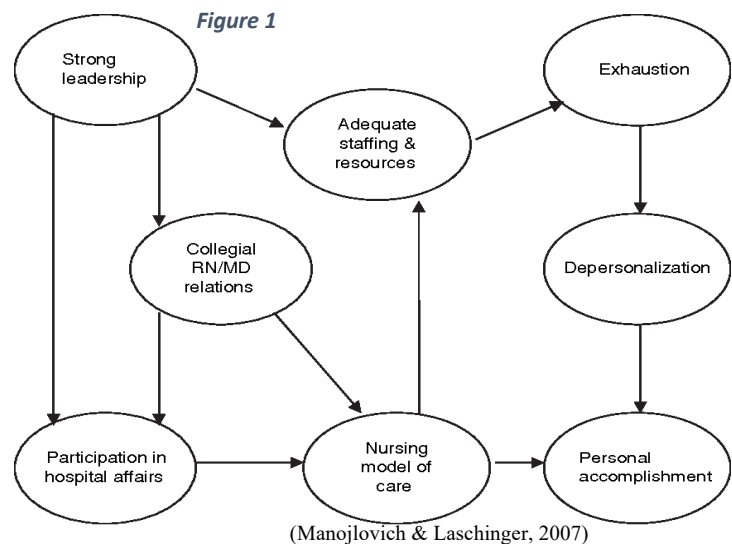 Figure 1
Strong
leadership
Exhaustion
Adequate
staffing &
resources
Collegial
RN/MD
relations
Depersonalization
Participation in
hospital affairs
Nursing
model of
care
Personal
accomplishment
(Manojlovich & Laschinger, 2007)